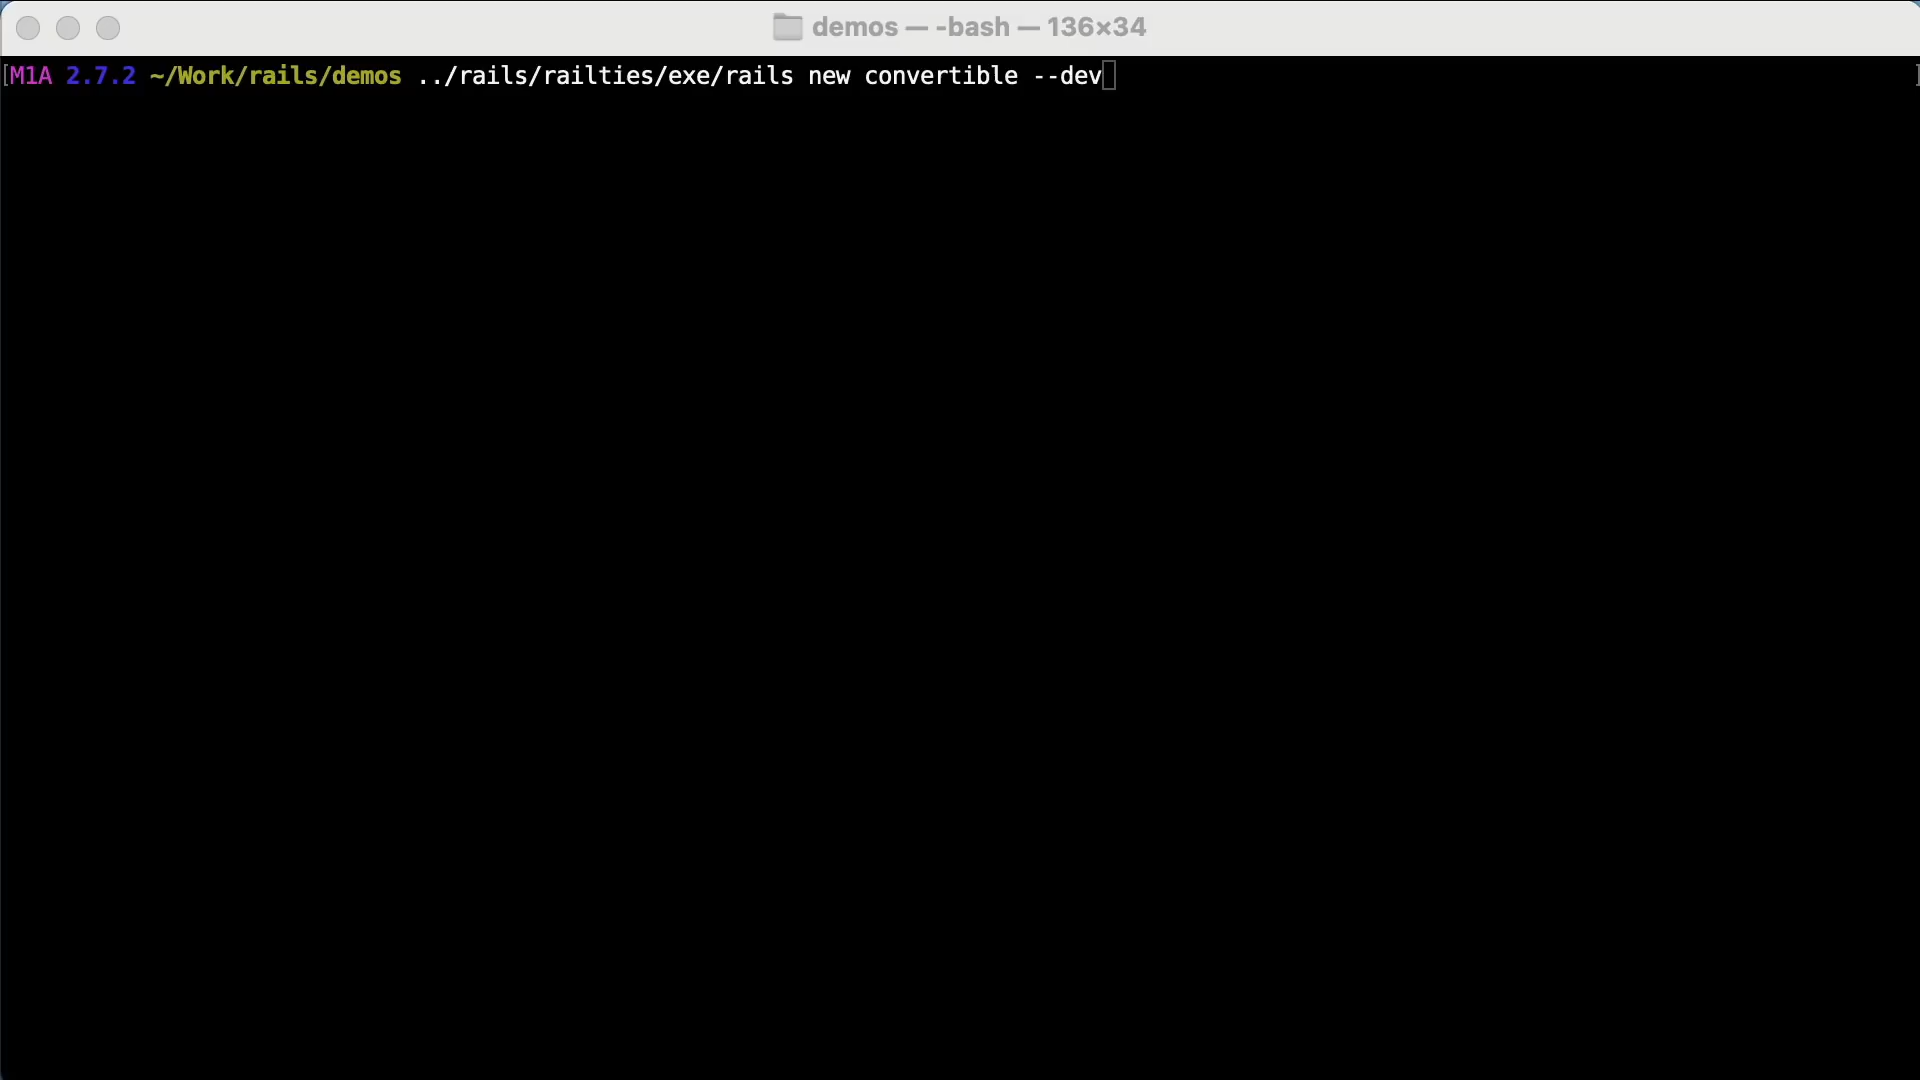 demos — -bash — 136×34
[M1A 2.7.2 ~/Work/rails/demos ../rails/railties/exe/rails new convertible --dev ]